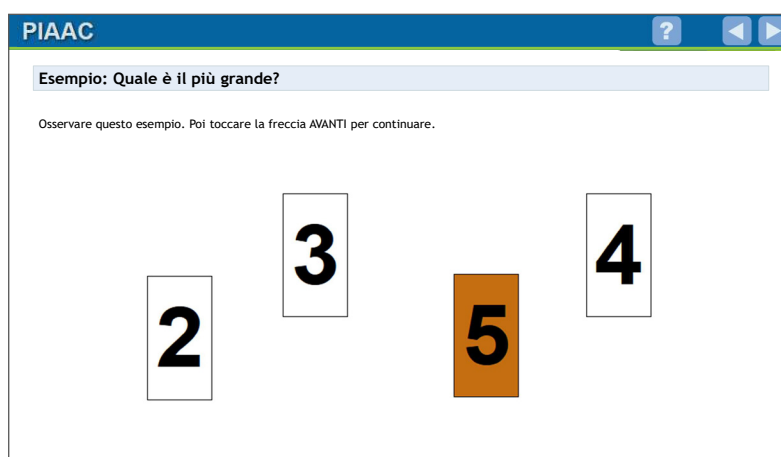 PIAAC
?
Esempio: Quale è il più grande?
Osservare questo esempio. Poi toccare la freccia AVANTI per continuare.
3
4
2
5